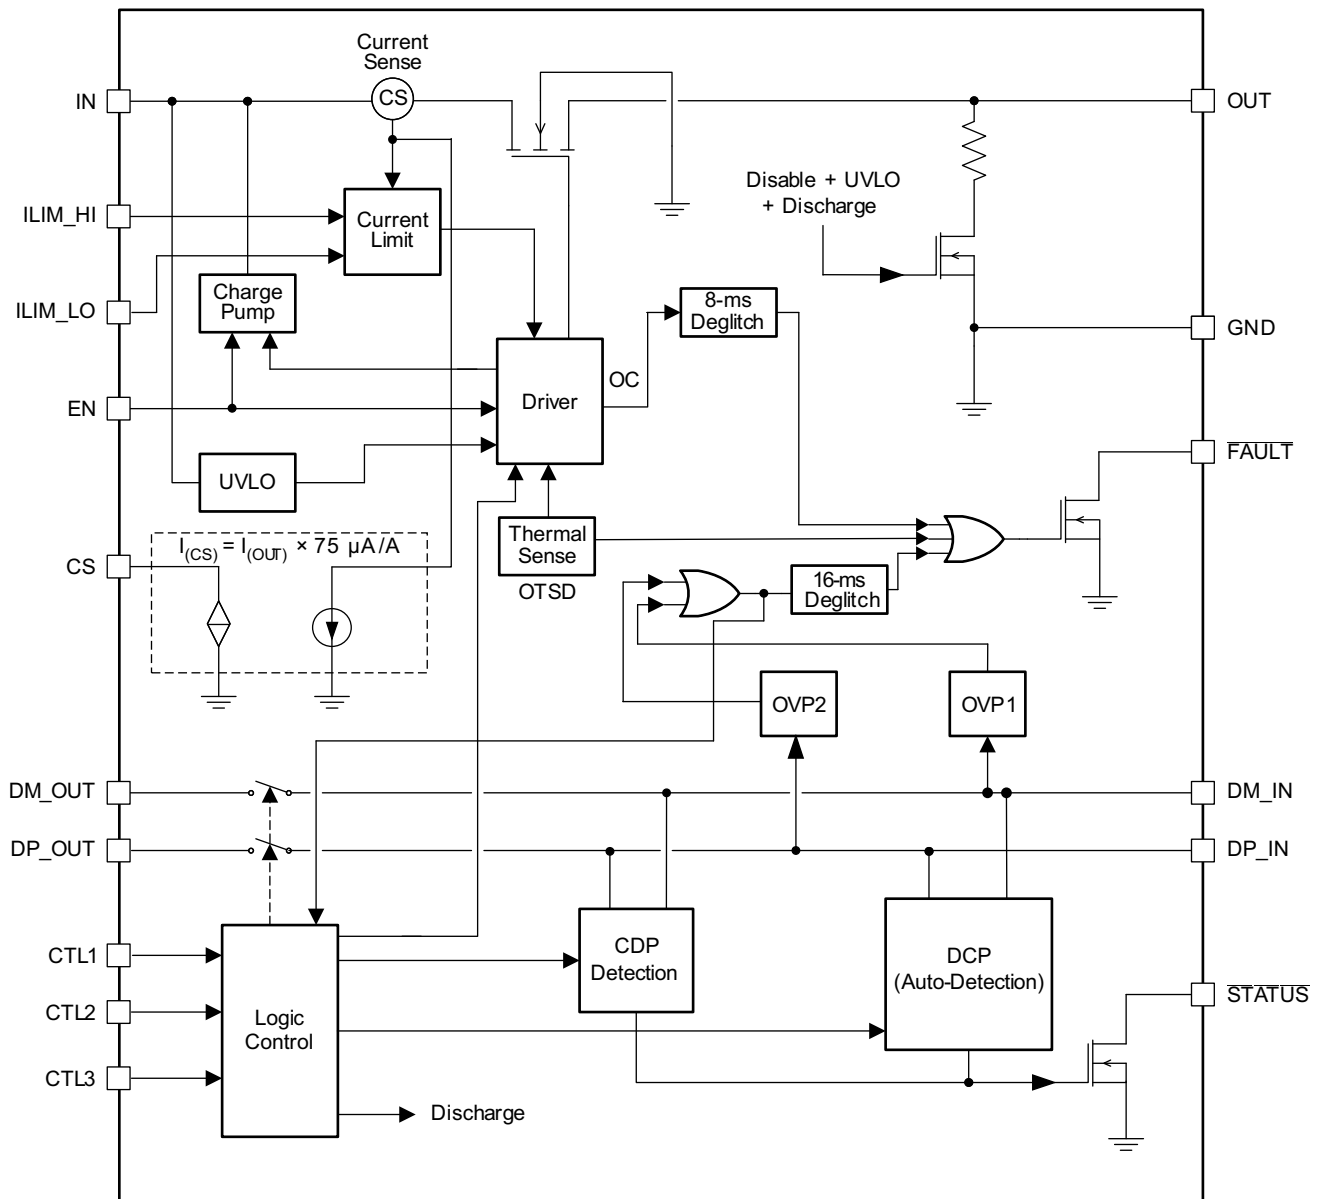 Current
Sense
IN
CS
OUT
Disable + UVLO
+ Discharge
ILIM_HI
Current
Limit
ILIM_LO
Charge
Pump
8-ms
Deglitch
GND
OC
EN
Driver
FAULT
UVLO
Thermal
Sense
I(CS) = I(OUT) × 75 µA/A
CS
OTSD
16-ms
Deglitch
OVP2
OVP1
DM_OUT
DM_IN
DP_OUT
DP_IN
CTL1
CDP
Detection
DCP
(Auto-Detection)
STATUS
CTL2
Logic
Control
CTL3
Discharge